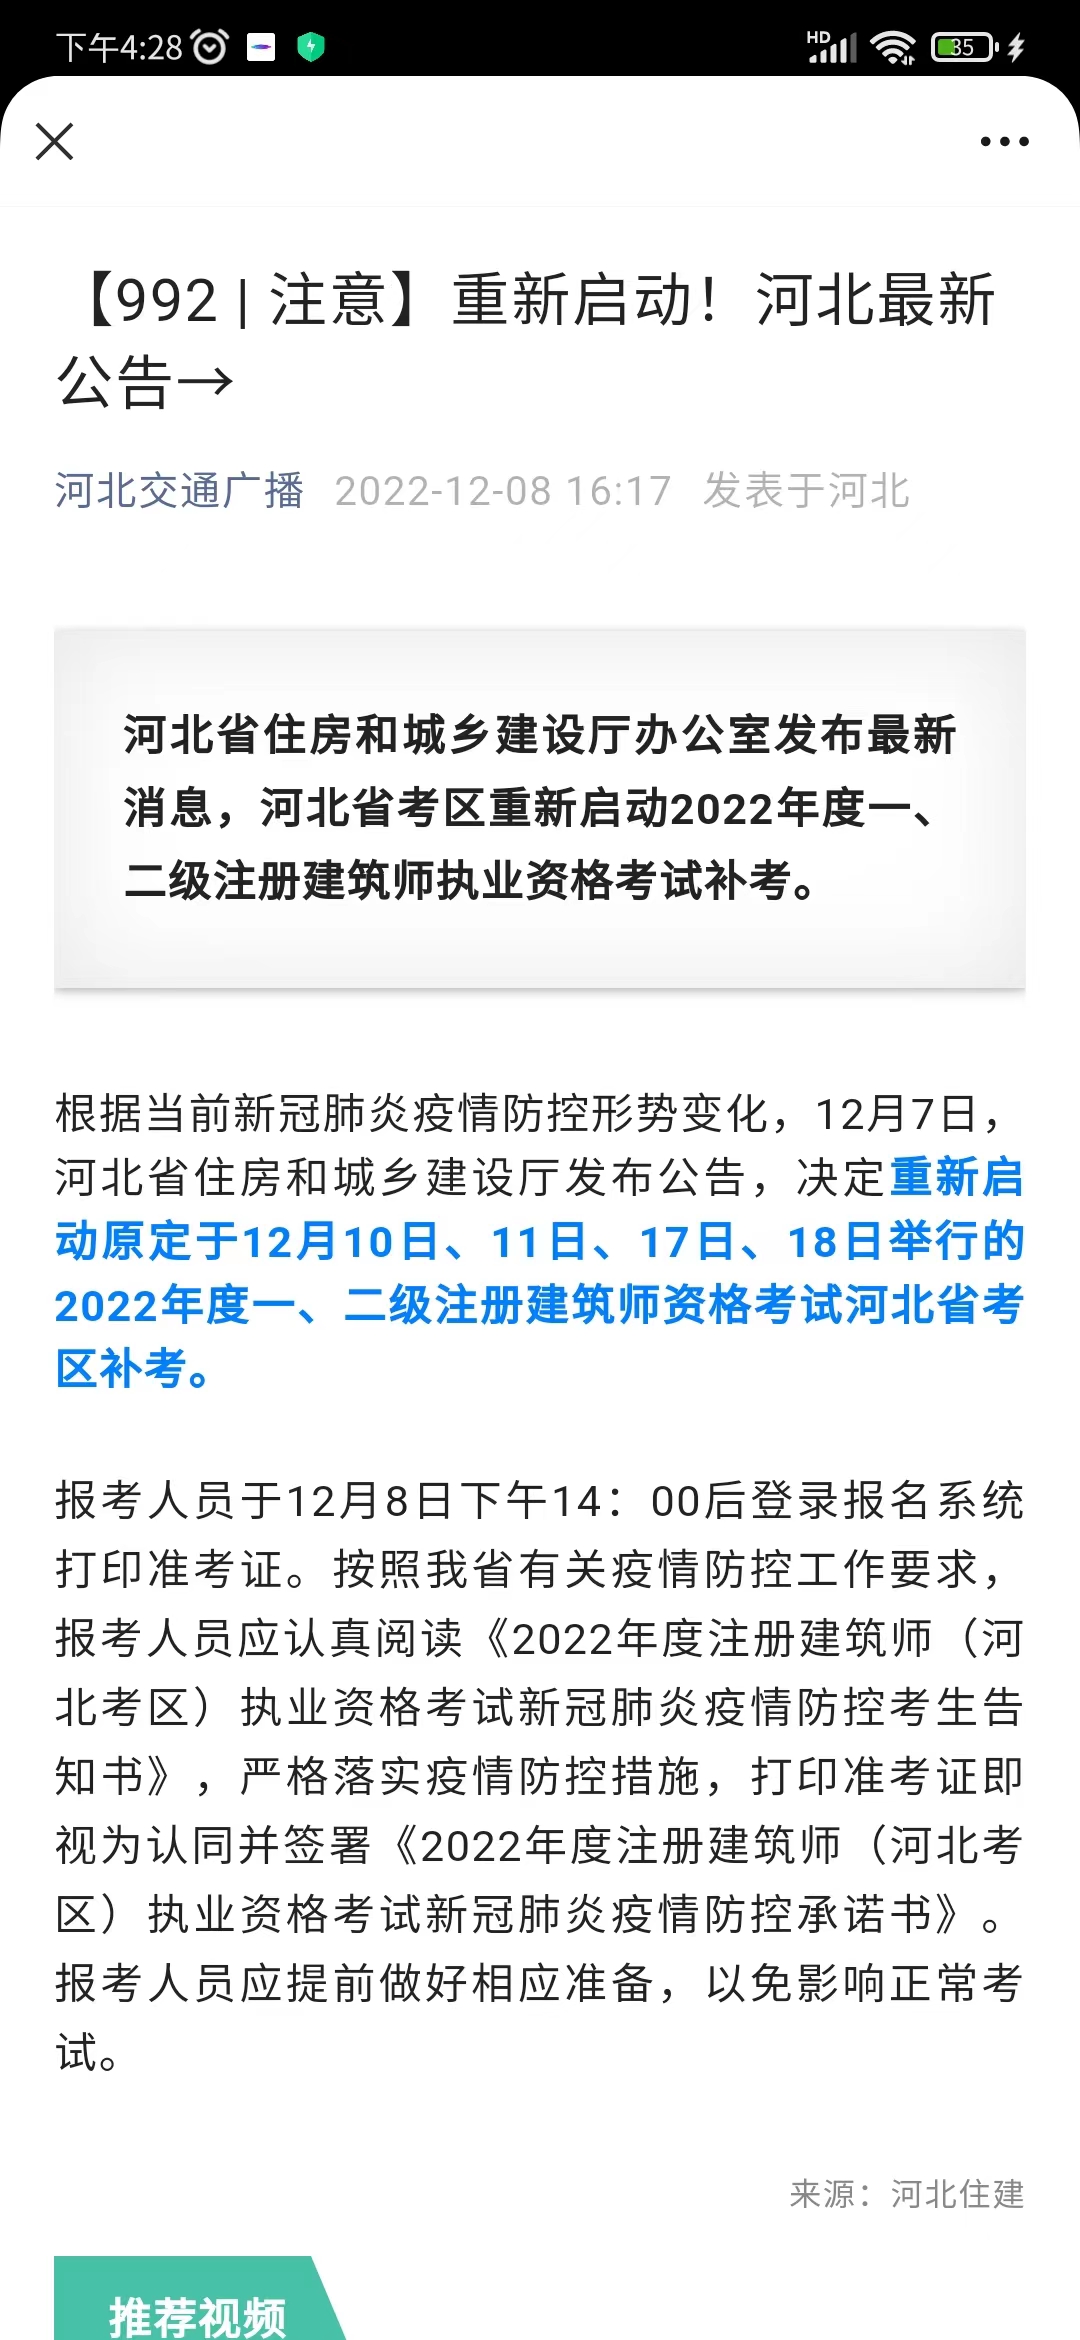 下午4:28
HD
35
【992 | 注意】重新启动！河北最新
公告→
河北交通广播 2022-12-08 16:17 发表于河北
河北省住房和城乡建设厅办公室发布最新
消息，河北省考区重新启动2022年度一、
二级注册建筑师执业资格考试补考。
根据当前新冠肺炎疫情防控形势变化，12月7日，
河北省住房和城乡建设厅发布公告，决定重新启
动原定于12月10日、11日、17日、18日举行的
2022年度一、二级注册建筑师资格考试河北省考
区补考。
报考人员于12月8日下午14：00后登录报名系统
打印准考证。按照我省有关疫情防控工作要求，
报考人员应认真阅读《2022年度注册建筑师（河
北考区）执业资格考试新冠肺炎疫情防控考生告
知书》，严格落实疫情防控措施，打印准考证即
视为认同并签署《2022年度注册建筑师（河北考
区）执业资格考试新冠肺炎疫情防控承诺书》。
报考人员应提前做好相应准备，以免影响正常考
试。
来源：河北住建
推荐视频